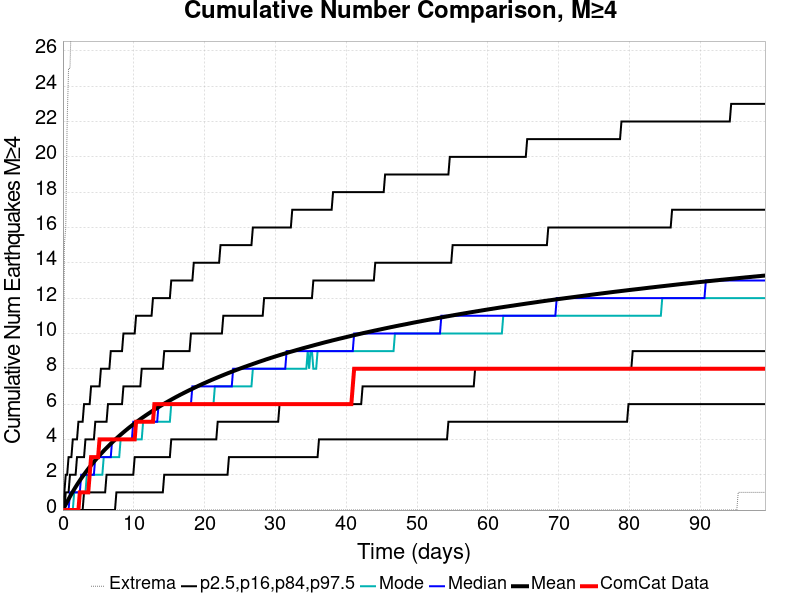 Cumulative Number Comparison, M≥4
Cumulative Num Earthquakes M≥4
26
24
22
20
18
16
14
12
10
8
6
4
2
0
0 10 20 30 40 50 60 70 80 90
Time (days)
Extrema p2.5,p16,p84,p97.5 Mode Median Mean ComCat Data